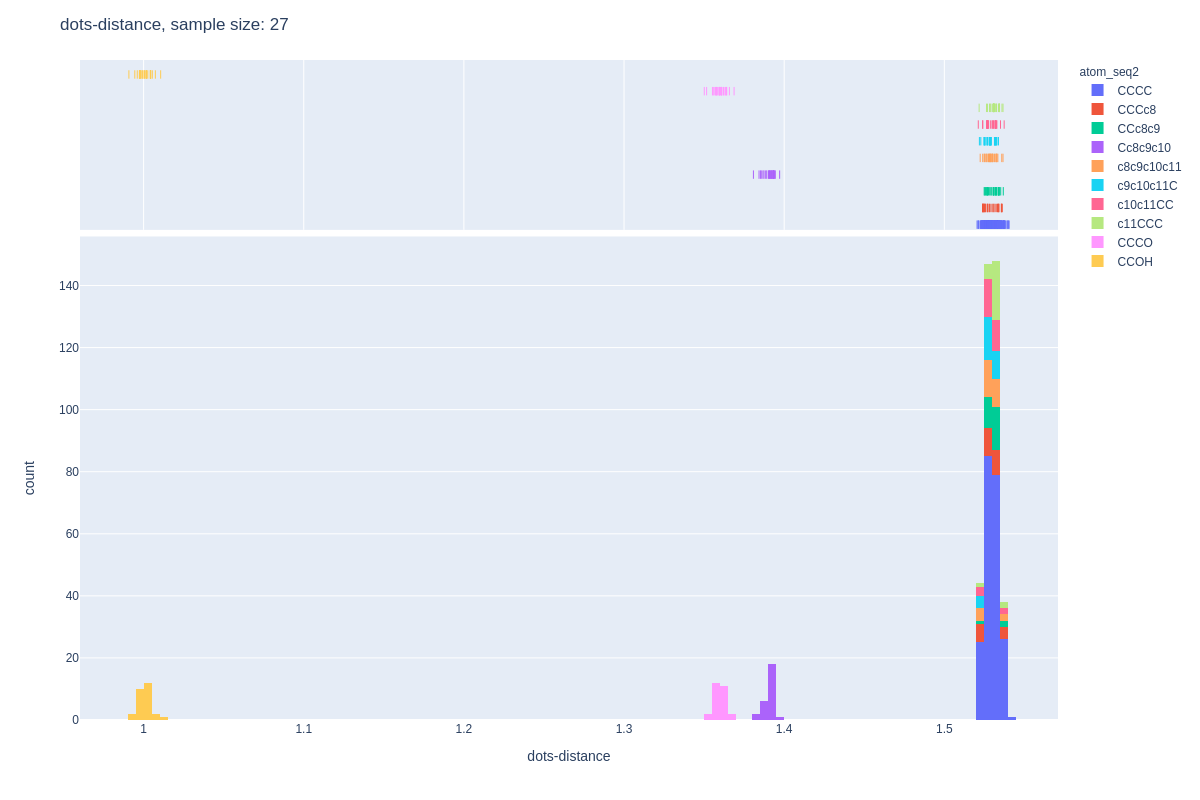 dots-distance, sample size: 27
atom_seq2
CCCC
CCCc8
CCc8c9
Cc8c9c10
c8c9c10c11
c9c10c11C
c10c11CC
c11CCC
CCCO
CCOH
140
120
100
80
60
40
20
0
count
1
1.1
1.2
1.3
1.4
1.5
dots-distance